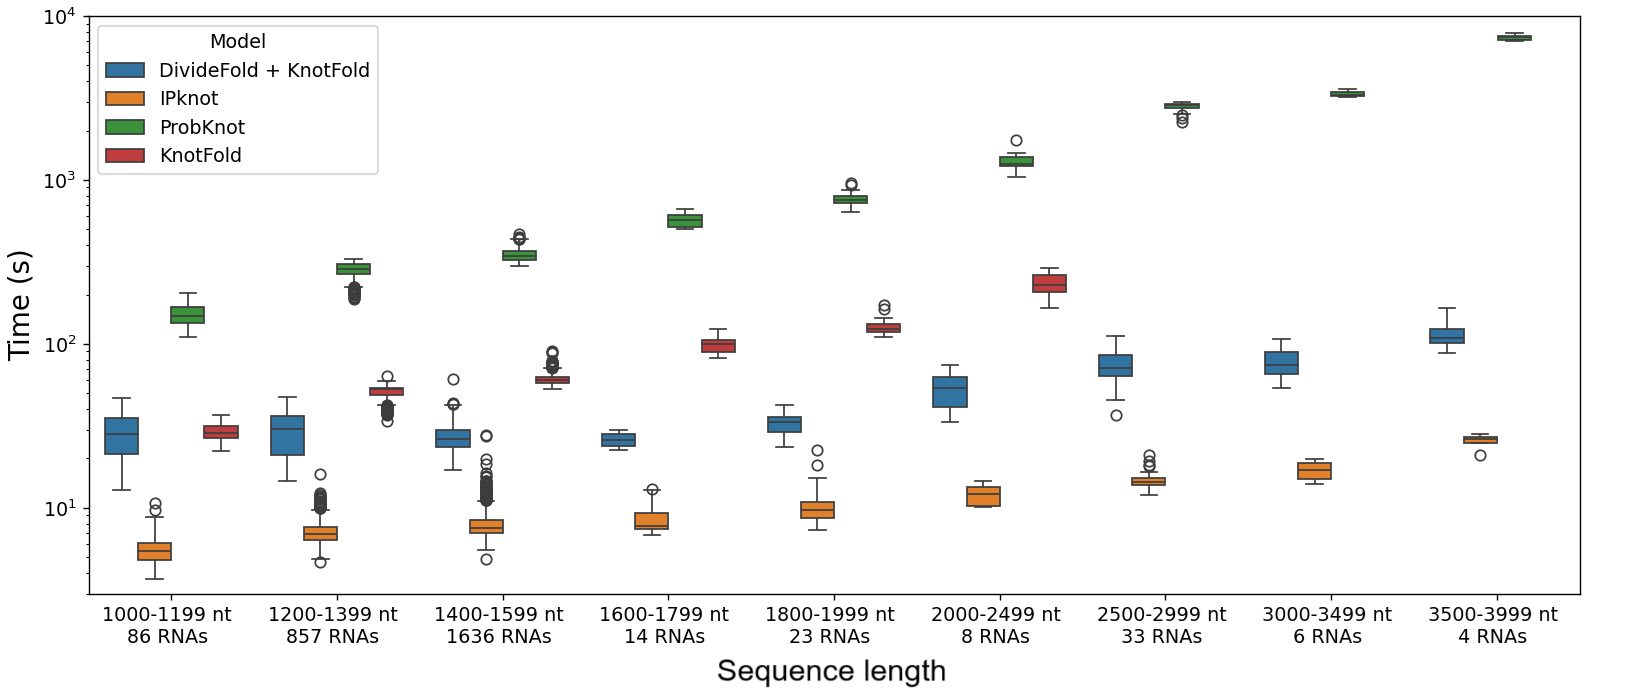 Model
DivideFold + KnotFold
IPknot
ProbKnot
KnotFold
Time (s)
10^4
10^3
10^2
10^1
1000-1199 nt
86 RNAs
1200-1399 nt
857 RNAs
1400-1599 nt
1636 RNAs
1600-1799 nt
14 RNAs
1800-1999 nt
23 RNAs
2000-2499 nt
8 RNAs
2500-2999 nt
33 RNAs
3000-3499 nt
6 RNAs
3500-3999 nt
4 RNAs
Sequence length